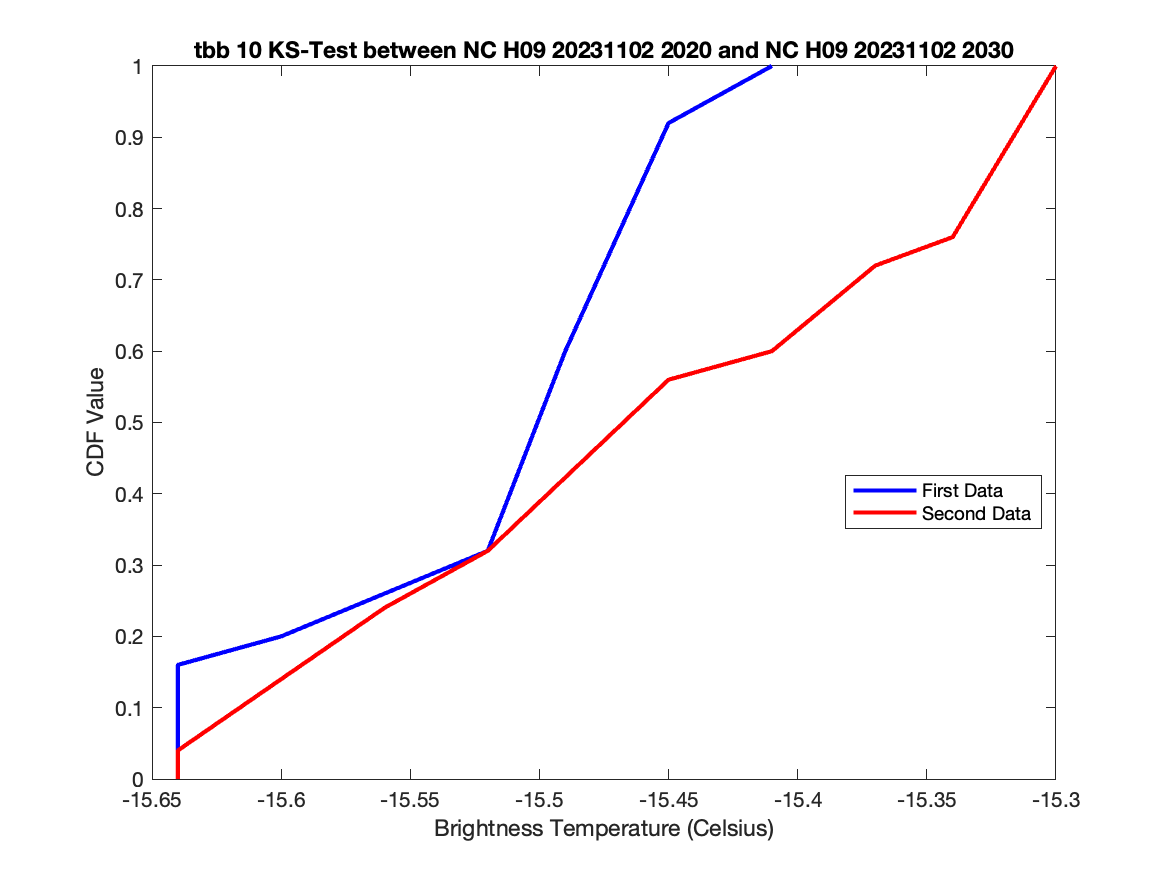 tbb 10 KS-Test between NC H09 20231102 2020 and NC H09 20231102 2030
1
0.9
0.8
0.7
0.6
0.5
0.4
0.3
0.2
0.1
0
CDF Value
First Data
Second Data
-15.65 -15.6 -15.55 -15.5 -15.45 -15.4 -15.35 -15.3
Brightness Temperature (Celsius)